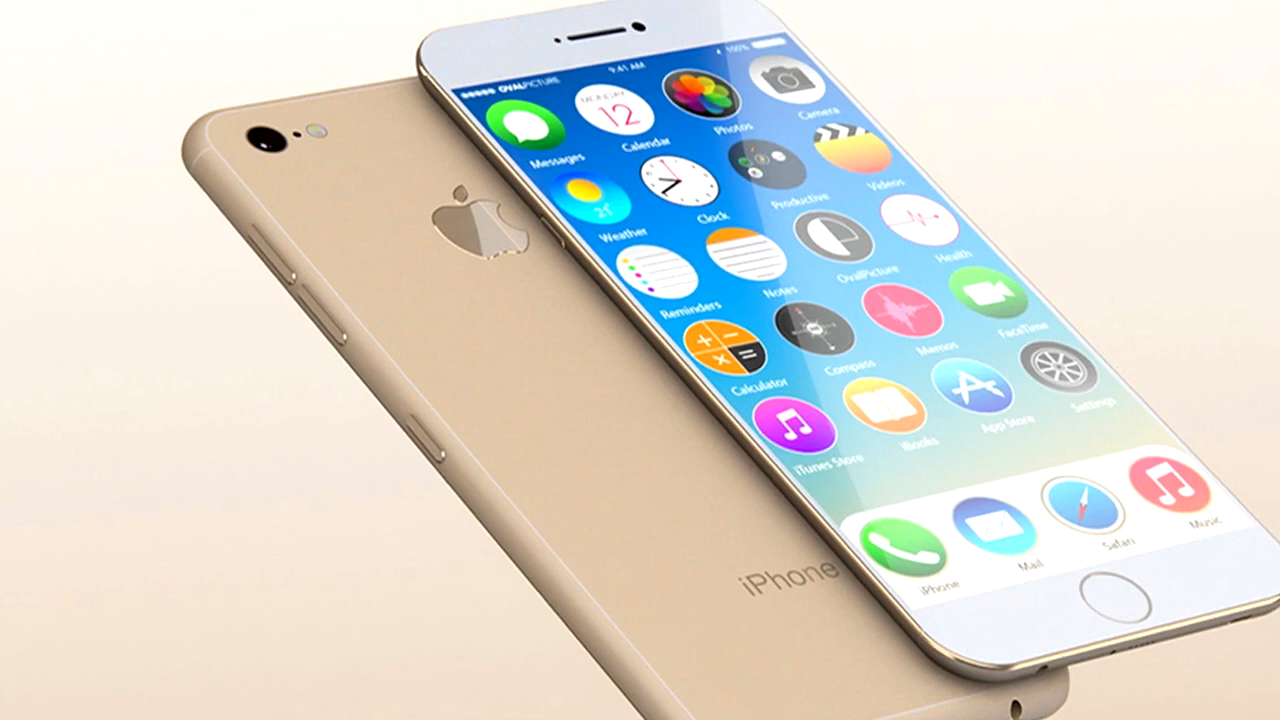 OVALPICTURE 9:41 AM 100%
MONDAY
12
Messages Calendar Photos Camera
21°
Weather Clock Productive Videos
Reminders Notes OvalPicture Health
Calculator Compass Memos FaceTime
iTunes Store iBooks App Store Settings
iPhone Mail Safari Music
iPhone